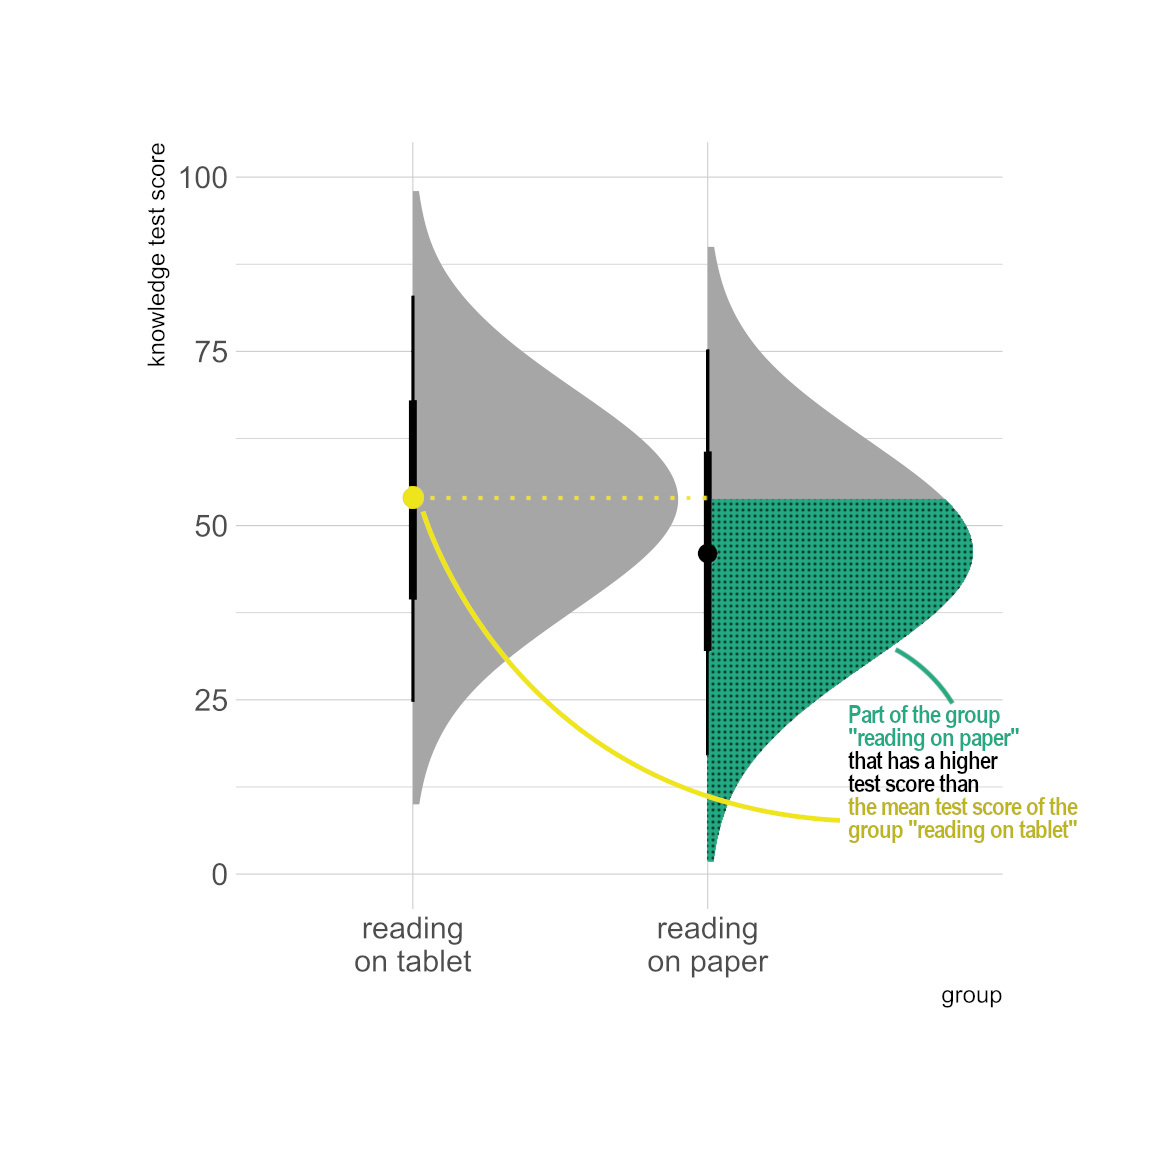 knowledge test score
100
75
50
25
0
Part of the group
"reading on paper"
that has a higher
test score than
the mean test score of the
group "reading on tablet"
reading
on tablet
reading
on paper
group